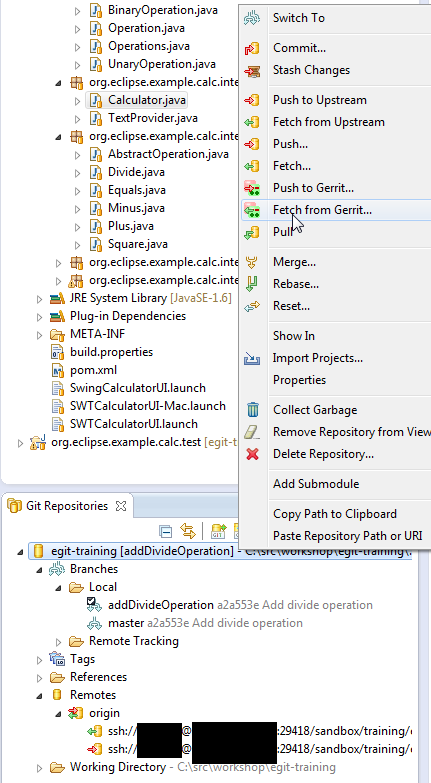 BinaryOperation.java
Operation.java
Operations.java
UnaryOperation.java
org.eclipse.example.calc.inte
Calculator.java
TextProvider.java
org.eclipse.example.calc.inte
AbstractOperation.java
Divide.java
Equals.java
Minus.java
Plus.java
Square.java
org.eclipse.example.calc.inte
org.eclipse.example.calc.inte
JRE System Library [JavaSE-1.6]
Plug-in Dependencies
META-INF
build.properties
pom.xml
SwingCalculatorUI.launch
SWTCalculatorUI-Mac.launch
SWTCalculatorUI.launch
org.eclipse.example.calc.test [egit-t
Switch To
Commit...
Stash Changes
Push to Upstream
Fetch from Upstream
Push...
Fetch...
Push to Gerrit...
Fetch from Gerrit...
Pull
Merge...
Rebase...
Reset...
Show In
Import Projects...
Properties
Collect Garbage
Remove Repository from View
Delete Repository...
Add Submodule
Copy Path to Clipboard
Paste Repository Path or URI
Git Repositories
egit-training [addDivideOperation] - C:\src\workshop\egit-training\.
Branches
Local
addDivideOperation a2a553e Add divide operation
master a2a553e Add divide operation
Remote Tracking
Tags
References
Remotes
origin
ssh:// @ :29418/sandbox/training/
ssh:// @ :29418/sandbox/training/
Working Directory - C:\src\workshop\egit-training